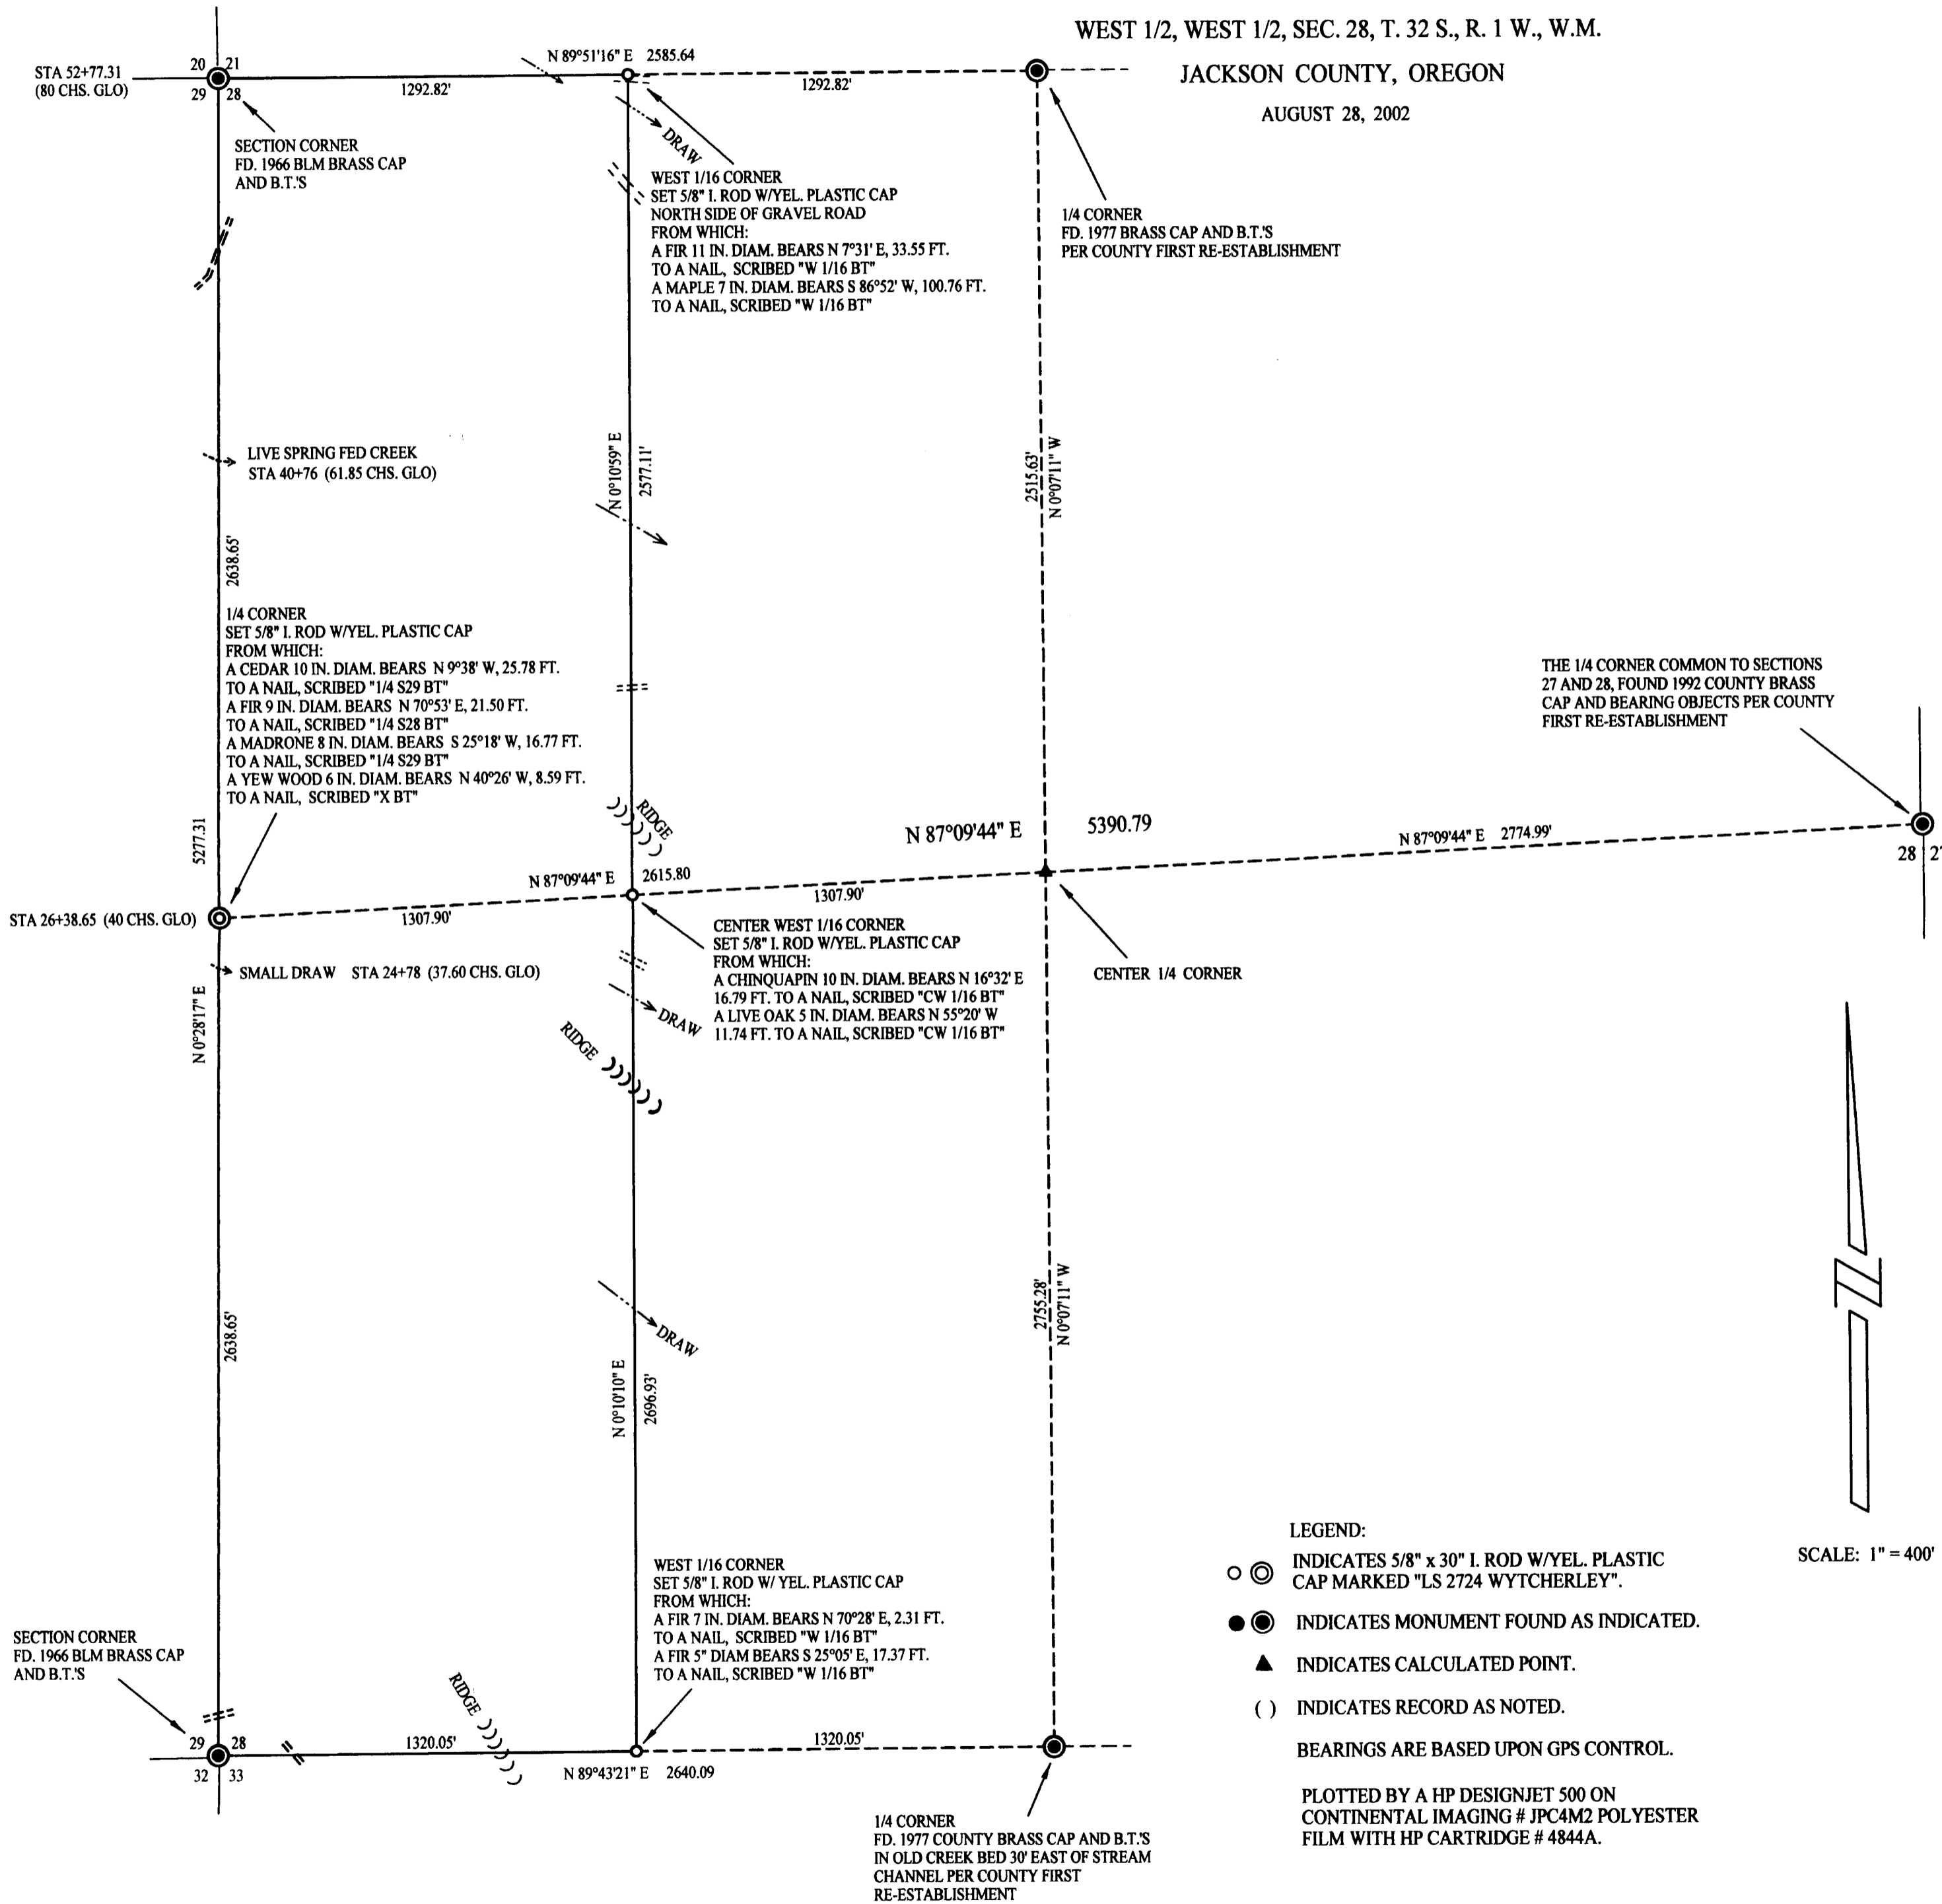 WEST 1/2, WEST 1/2, SEC. 28, T. 32 S., R. 1 W., W.M.
JACKSON COUNTY, OREGON
AUGUST 28, 2002
STA 52+77.31
(80 CHS. GLO)
20 21
29 28
N 89°51'16" E 2585.64
1292.82'
1292.82'
SECTION CORNER
FD. 1966 BLM BRASS CAP
AND B.T.'S
DRAW
WEST 1/16 CORNER
SET 5/8" I. ROD W/YEL. PLASTIC CAP
NORTH SIDE OF GRAVEL ROAD
FROM WHICH:
A FIR 11 IN. DIAM. BEARS N 7°31' E, 33.55 FT.
TO A NAIL, SCRIBED "W 1/16 BT"
A MAPLE 7 IN. DIAM. BEARS S 86°52' W, 100.76 FT.
TO A NAIL, SCRIBED "W 1/16 BT"
1/4 CORNER
FD. 1977 BRASS CAP AND B.T.'S
PER COUNTY FIRST RE-ESTABLISHMENT
LIVE SPRING FED CREEK
STA 40+76 (61.85 CHS. GLO)
N 0°10'59" E
2577.11'
2515.63'
N 0°07'11" W
2638.65'
1/4 CORNER
SET 5/8" I. ROD W/YEL. PLASTIC CAP
FROM WHICH:
A CEDAR 10 IN. DIAM. BEARS N 9°38' W, 25.78 FT.
TO A NAIL, SCRIBED "1/4 S29 BT"
A FIR 9 IN. DIAM. BEARS N 70°53' E, 21.50 FT.
TO A NAIL, SCRIBED "1/4 S28 BT"
A MADRONE 8 IN. DIAM. BEARS S 25°18' W, 16.77 FT.
TO A NAIL, SCRIBED "1/4 S29 BT"
A YEW WOOD 6 IN. DIAM. BEARS N 40°26' W, 8.59 FT.
TO A NAIL, SCRIBED "X BT"
THE 1/4 CORNER COMMON TO SECTIONS
27 AND 28, FOUND 1992 COUNTY BRASS
CAP AND BEARING OBJECTS PER COUNTY
FIRST RE-ESTABLISHMENT
5277.31
RIDGE
N 87°09'44" E 5390.79
N 87°09'44" E 2774.99'
28 2
N 87°09'44" E 2615.80
1307.90'
1307.90'
STA 26+38.65 (40 CHS. GLO)
SMALL DRAW STA 24+78 (37.60 CHS. GLO)
CENTER WEST 1/16 CORNER
SET 5/8" I. ROD W/YEL. PLASTIC CAP
FROM WHICH:
A CHINQUAPIN 10 IN. DIAM. BEARS N 16°32' E
16.79 FT. TO A NAIL, SCRIBED "CW 1/16 BT"
A LIVE OAK 5 IN. DIAM. BEARS N 55°20' W
11.74 FT. TO A NAIL, SCRIBED "CW 1/16 BT"
CENTER 1/4 CORNER
DRAW
RIDGE
N 0°28'17" E
2638.65'
DRAW
N 0°10'10" E
2696.93'
2755.28'
N 0°07'11" W
N
SCALE: 1" = 400'
WEST 1/16 CORNER
SET 5/8" I. ROD W/ YEL. PLASTIC CAP
FROM WHICH:
A FIR 7 IN. DIAM. BEARS N 70°28' E, 2.31 FT.
TO A NAIL, SCRIBED "W 1/16 BT"
A FIR 5" DIAM BEARS S 25°05' E, 17.37 FT.
TO A NAIL, SCRIBED "W 1/16 BT"
SECTION CORNER
FD. 1966 BLM BRASS CAP
AND B.T.'S
RIDGE
29 28
32 33
1320.05'
1320.05'
N 89°43'21" E 2640.09
1/4 CORNER
FD. 1977 COUNTY BRASS CAP AND B.T.'S
IN OLD CREEK BED 30' EAST OF STREAM
CHANNEL PER COUNTY FIRST
RE-ESTABLISHMENT
LEGEND:
INDICATES 5/8" x 30" I. ROD W/YEL. PLASTIC
CAP MARKED "LS 2724 WYTCHERLEY".
INDICATES MONUMENT FOUND AS INDICATED.
INDICATES CALCULATED POINT.
( ) INDICATES RECORD AS NOTED.
BEARINGS ARE BASED UPON GPS CONTROL.
PLOTTED BY A HP DESIGNJET 500 ON
CONTINENTAL IMAGING # JPC4M2 POLYESTER
FILM WITH HP CARTRIDGE # 4844A.